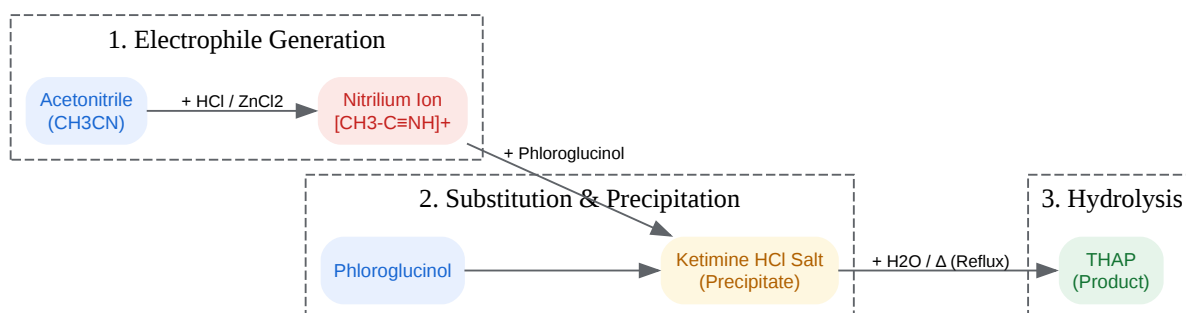 1. Electrophile Generation
Acetonitrile
(CH3CN)
+ HCl / ZnCl2
Nitrilium Ion
[CH3-C≡NH]+
+ Phloroglucinol
2. Substitution & Precipitation
Phloroglucinol
Ketimine HCl Salt
(Precipitate)
+ H2O / Δ (Reflux)
3. Hydrolysis
THAP
(Product)